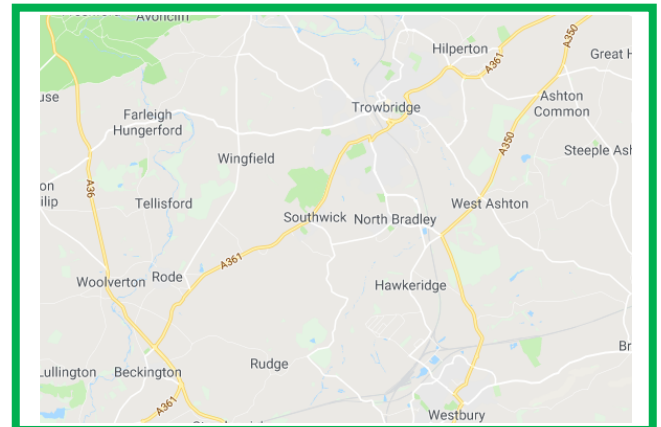 Avoncliff
Hilperton
A361
A350
Great H
use
Farleigh
Hungerford
Trowbridge
Ashton
Common
A350
Wingfield
Steeple Ash
A36
on
ilip
Tellisford
Southwick
North Bradley
West Ashton
A361
Woolverton
Rode
Hawkeridge
Rudge
Br
Lullington
Beckington
A361
Westbury